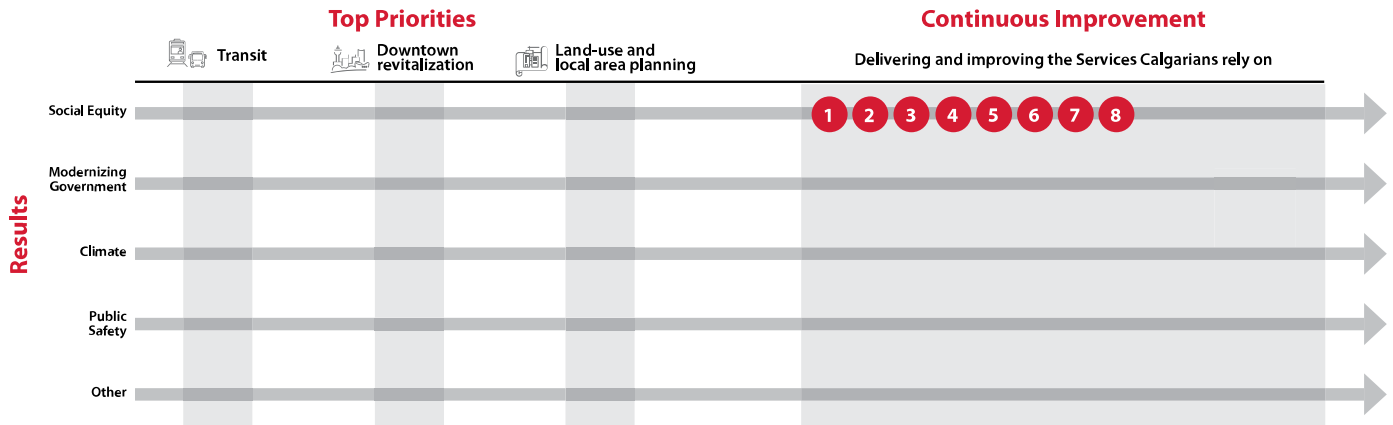 Top Priorities
Continuous Improvement
Transit
Downtown
revitalization
Land-use and
local area planning
Delivering and improving the Services Calgarians rely on
Results
Social Equity
1 2 3 4 5 6 7 8
Modernizing
Government
Climate
Public
Safety
Other